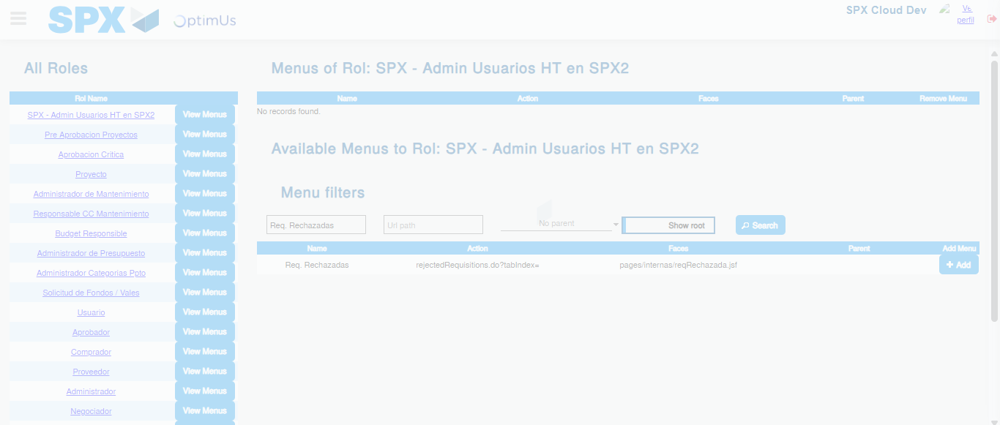 SPX OptimUs
SPX Cloud Dev
perfil
All Roles
Rol Name
SPX - Admin Usuarios HT en SPX2 View Menus
Pre Aprobacion Proyectos View Menus
Aprobacion Critica View Menus
Proyecto View Menus
Administrador de Mantenimiento View Menus
Responsable CC Mantenimiento View Menus
Budget Responsible View Menus
Administrador de Presupuesto View Menus
Administrador Categorias Ppto View Menus
Solicitud de Fondos / Vales View Menus
Usuario View Menus
Aprobador View Menus
Comprador View Menus
Proveedor View Menus
Administrador View Menus
Negociador View Menus
Menus of Rol: SPX - Admin Usuarios HT en SPX2
Name Action Faces Parent Remove Menu
No records found.
Available Menus to Rol: SPX - Admin Usuarios HT en SPX2
Menu filters
Req. Rechazadas Url path No parent Show root Search
Name Action Faces Parent Add Menu
Req. Rechazadas rejectedRequisitions.do?tabIndex= pages/internas/reqRechazada.jsf + Add